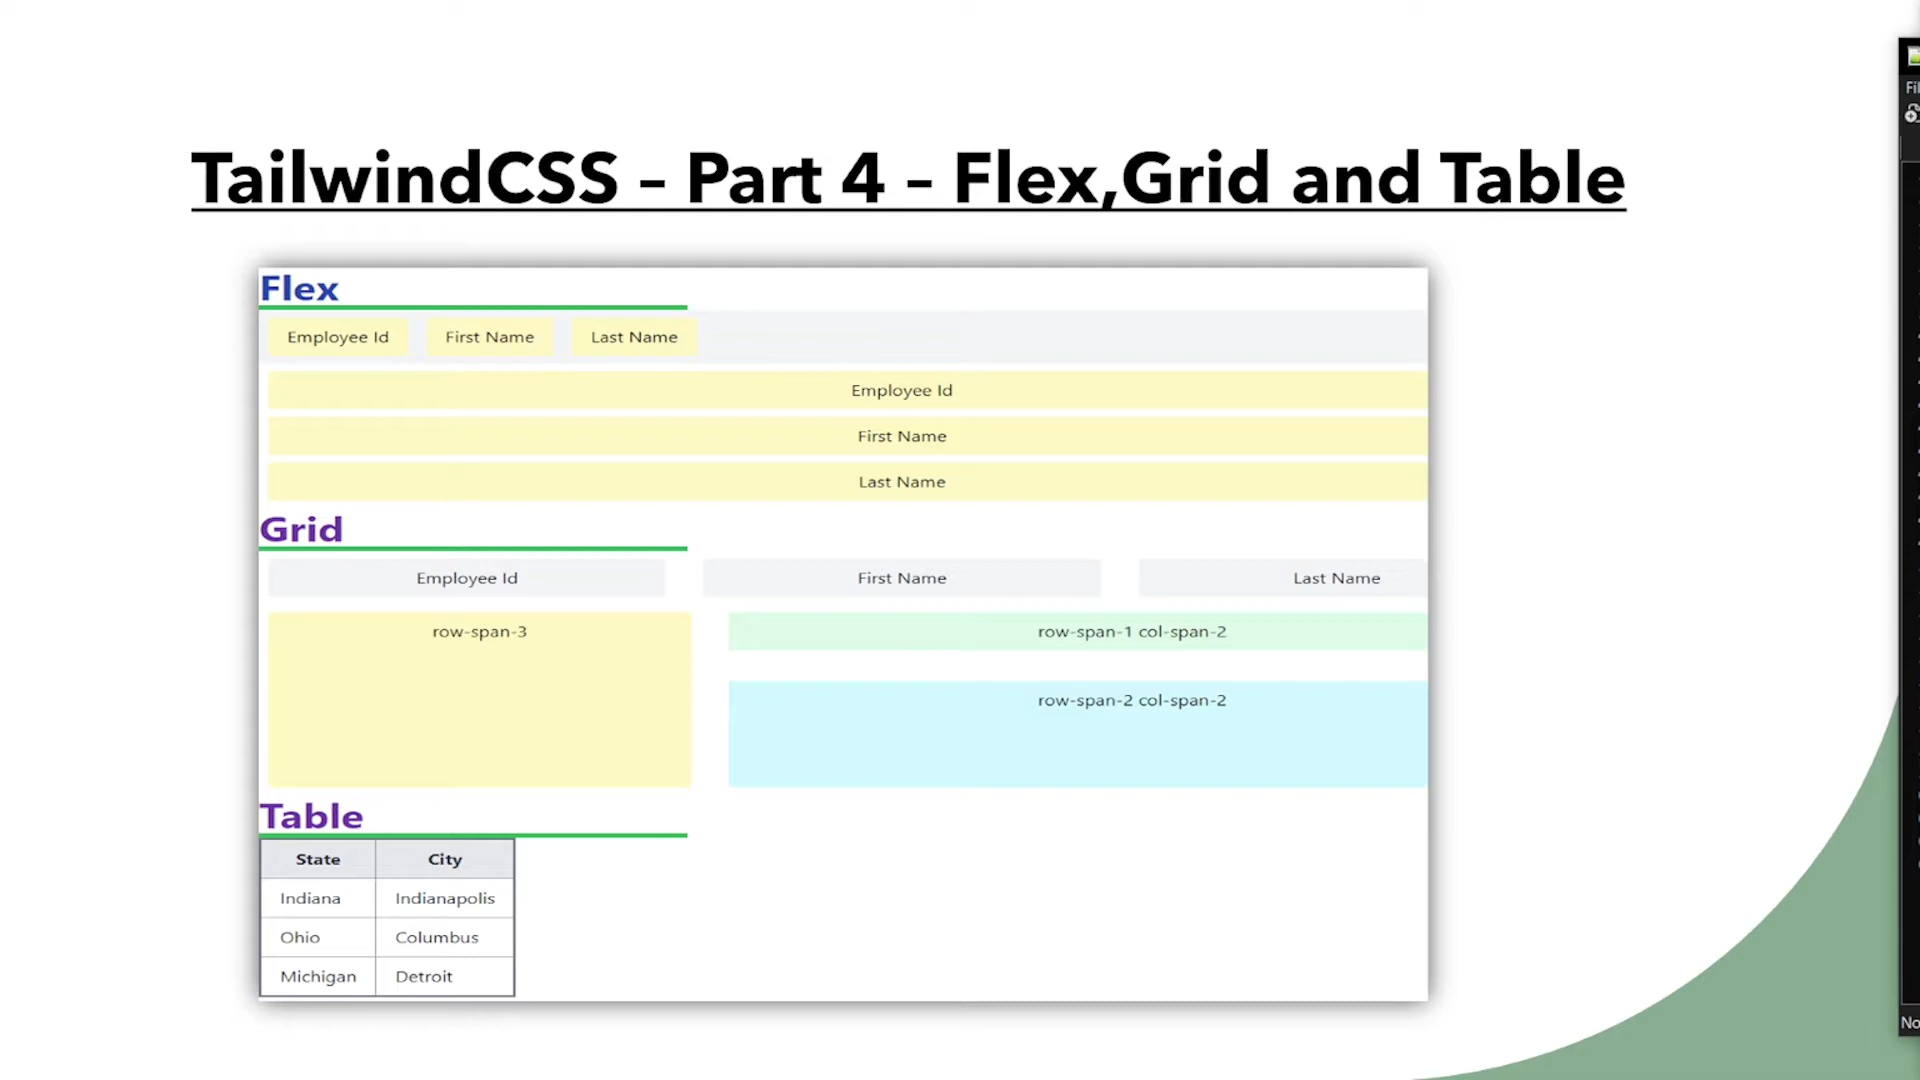 TailwindCSS – Part 4 – Flex,Grid and Table
Flex
Employee Id First Name Last Name
Employee Id
First Name
Last Name
Grid
Employee Id First Name Last Name
row-span-3 row-span-1 col-span-2
row-span-2 col-span-2
Table
State City
Indiana Indianapolis
Ohio Columbus
Michigan Detroit